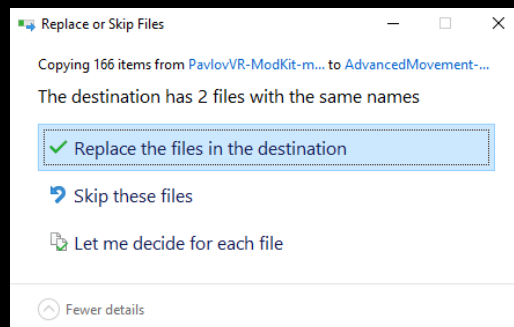 Replace or Skip Files
Copying 166 items from PavlovVR-ModKit-m... to AdvancedMovement-...
The destination has 2 files with the same names
Replace the files in the destination
Skip these files
Let me decide for each file
Fewer details